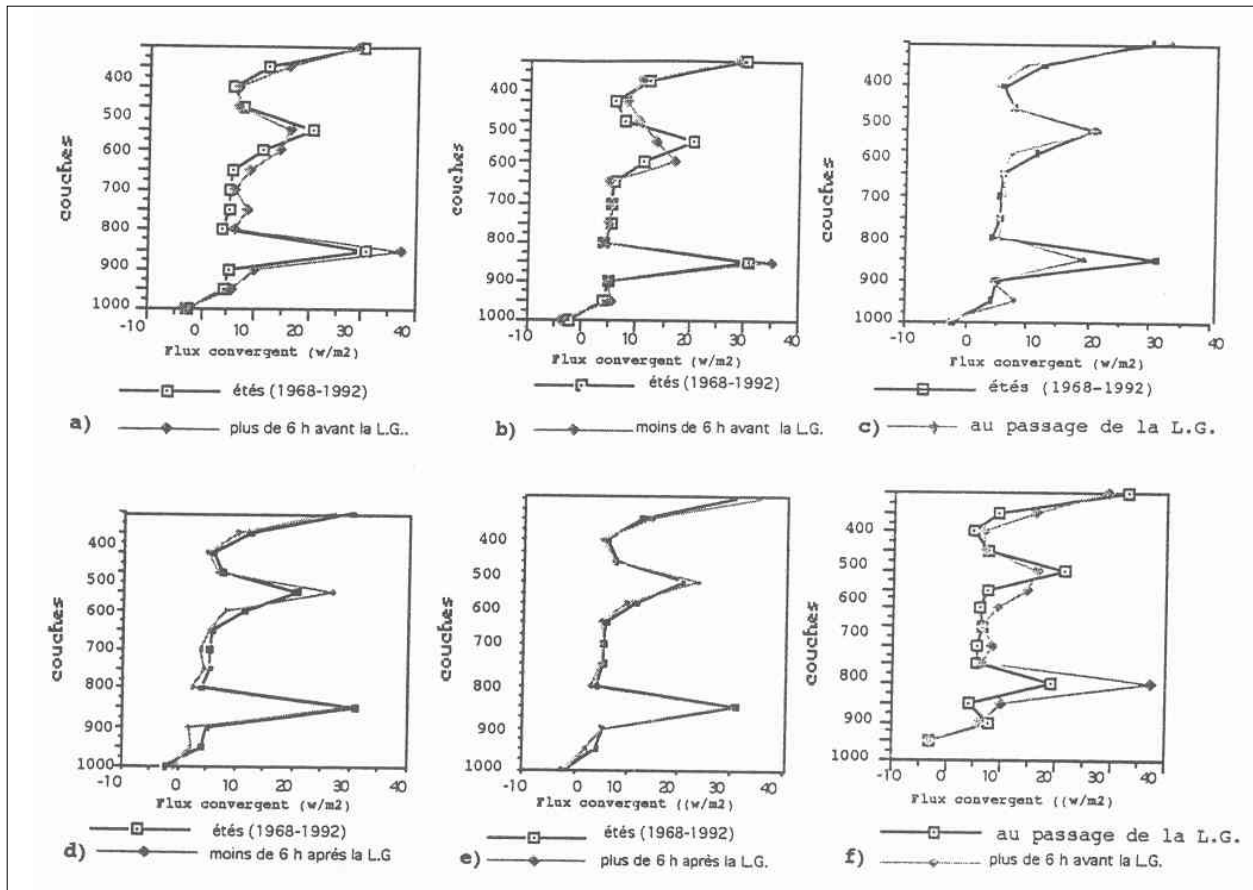 400
500
600
700
800
900
1000
couches
-10 0 10 20 30 40
Flux convergent (w/m2)
étés (1968-1992)
a) plus de 6 h avant la L.G..
400
500
600
700
800
900
1000
couches
-10 0 10 20 30 40
Flux convergent (w/m2)
étés (1968-1992)
b) moins de 6 h avant la L.G.
400
500
600
700
800
900
1000
couches
-10 0 10 20 30 40
Flux convergent (w/m2)
étés (1968-1992)
c) au passage de la L.G.
400
500
600
700
800
900
1000
couches
-10 0 10 20 30 40
Flux convergent (w/m2)
étés (1968-1992)
d) moins de 6 h après la L.G
400
500
600
700
800
900
1000
couches
-10 0 10 20 30 40
Flux convergent ((w/m2)
étés (1968-1992)
e) plus de 6 h après la L.G.
400
500
600
700
800
900
1000
couches
-10 0 10 20 30 40
Flux convergent ((w/m2)
au passage de la L.G.
f) plus de 6 h avant la L.G.